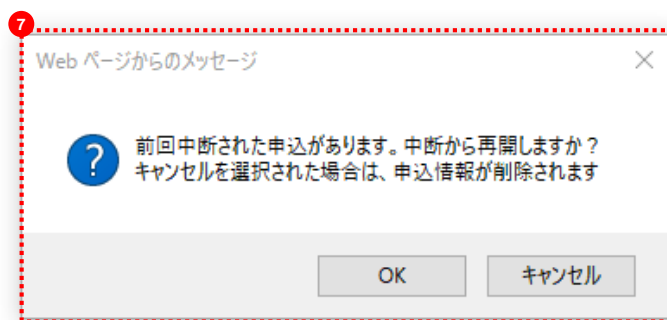 7
Web ページからのメッセージ
前回中断された申込があります。中断から再開しますか？
キャンセルを選択された場合は、申込情報が削除されます
OK
キャンセル